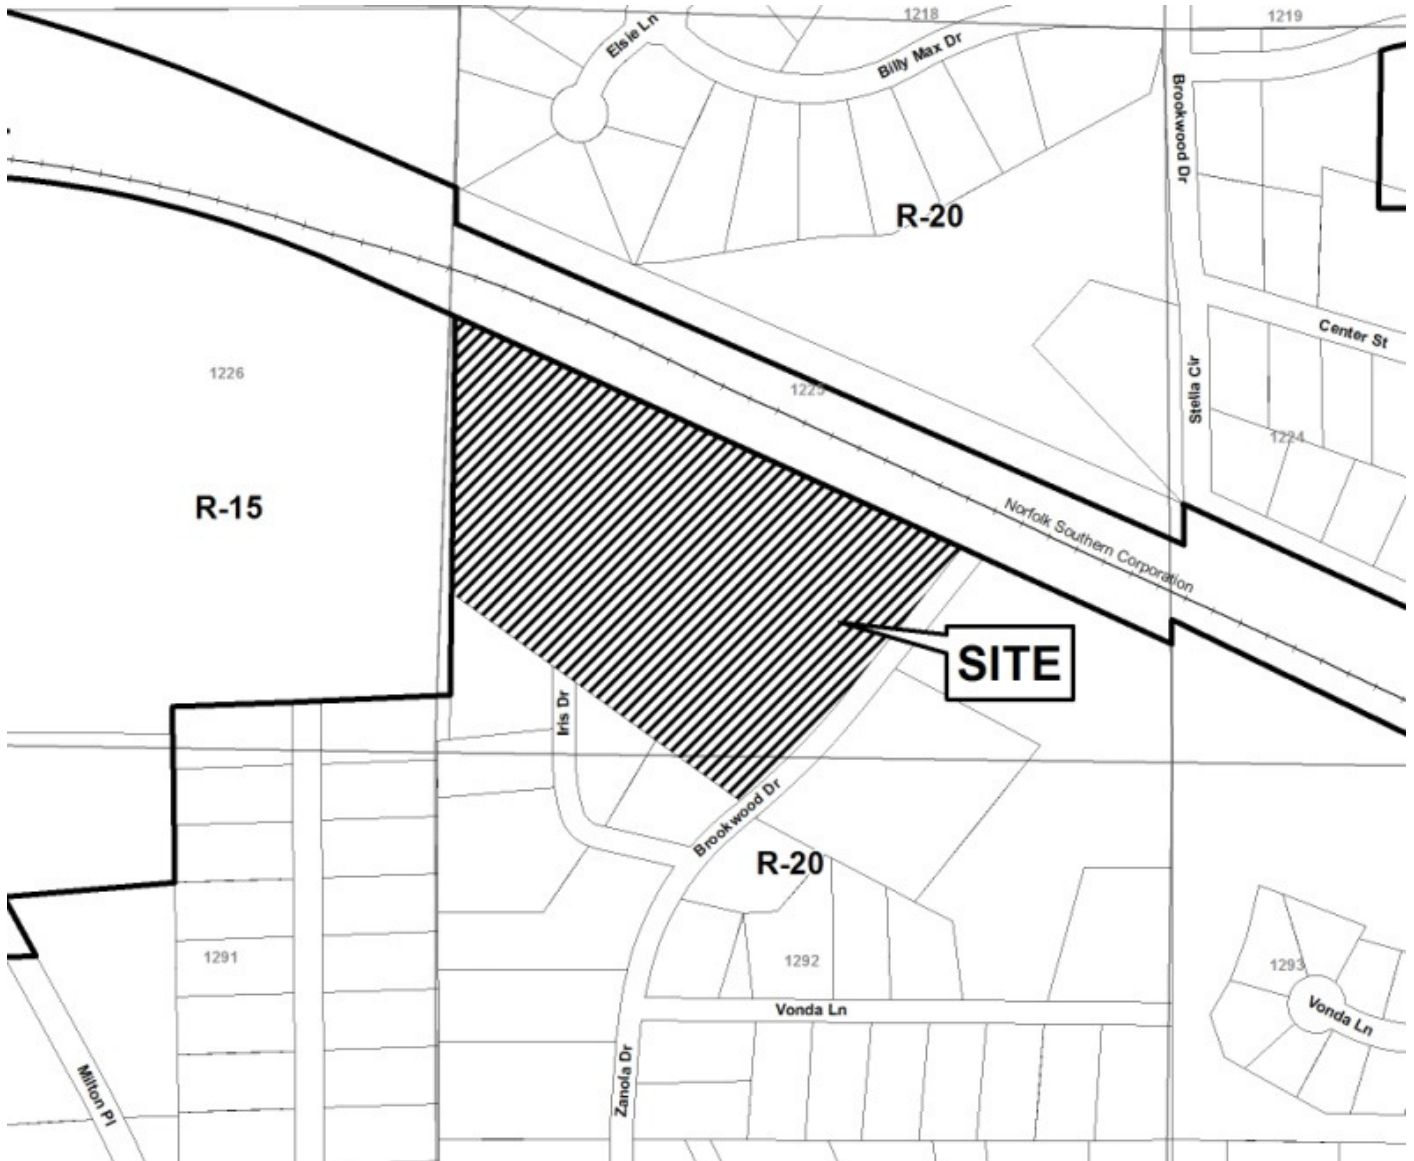 1218
1219
Elsie Ln
Billy Max Dr
Brookwood Dr
R-20
Center St
1226
1225
Stella Cir
1224
R-15
Norfolk Southern Corporation
SITE
Iris Dr
Brookwood Dr
R-20
1291
1292
1293
Vonda Ln
Vonda Ln
Milton Pl
Zanola Dr